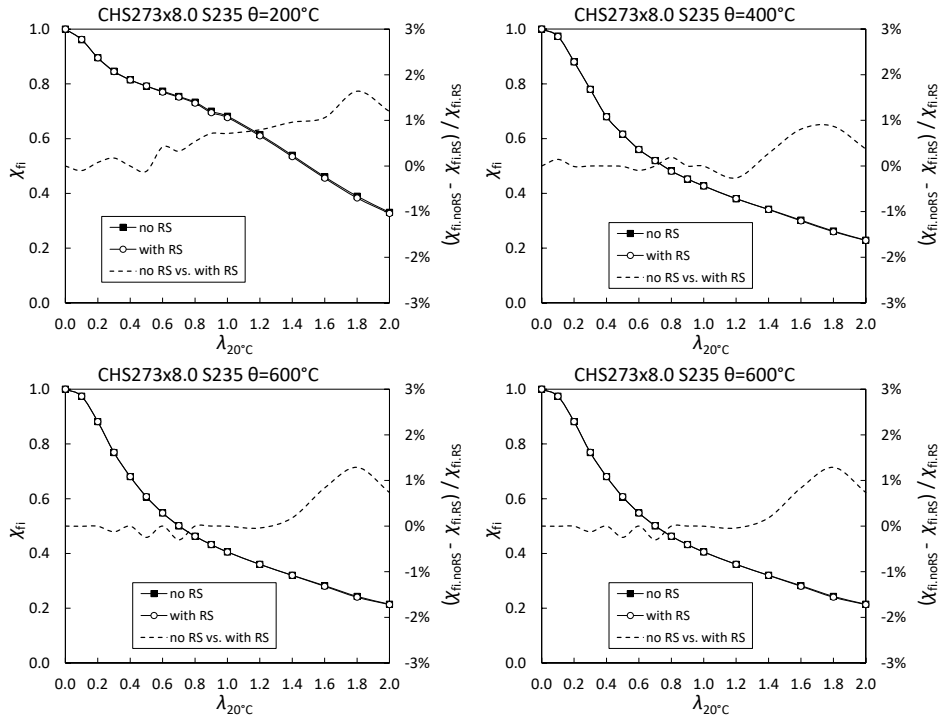 CHS273x8.0 S235 θ=200°C
1.0
0.8
0.6
0.4
0.2
0.0
χfi
3%
2%
1%
0%
-1%
-2%
-3%
(χfi.noRS - χfi.RS) / χfi.RS
no RS
with RS
no RS vs. with RS
0.0 0.2 0.4 0.6 0.8 1.0 1.2 1.4 1.6 1.8 2.0
λ20°C
CHS273x8.0 S235 θ=400°C
1.0
0.8
0.6
0.4
0.2
0.0
χfi
3%
2%
1%
0%
-1%
-2%
-3%
(χfi.noRS - χfi.RS) / χfi.RS
no RS
with RS
no RS vs. with RS
0.0 0.2 0.4 0.6 0.8 1.0 1.2 1.4 1.6 1.8 2.0
λ20°C
CHS273x8.0 S235 θ=600°C
1.0
0.8
0.6
0.4
0.2
0.0
χfi
3%
2%
1%
0%
-1%
-2%
-3%
(χfi.noRS - χfi.RS) / χfi.RS
no RS
with RS
no RS vs. with RS
0.0 0.2 0.4 0.6 0.8 1.0 1.2 1.4 1.6 1.8 2.0
λ20°C
CHS273x8.0 S235 θ=600°C
1.0
0.8
0.6
0.4
0.2
0.0
χfi
3%
2%
1%
0%
-1%
-2%
-3%
(χfi.noRS - χfi.RS) / χfi.RS
no RS
with RS
no RS vs. with RS
0.0 0.2 0.4 0.6 0.8 1.0 1.2 1.4 1.6 1.8 2.0
λ20°C